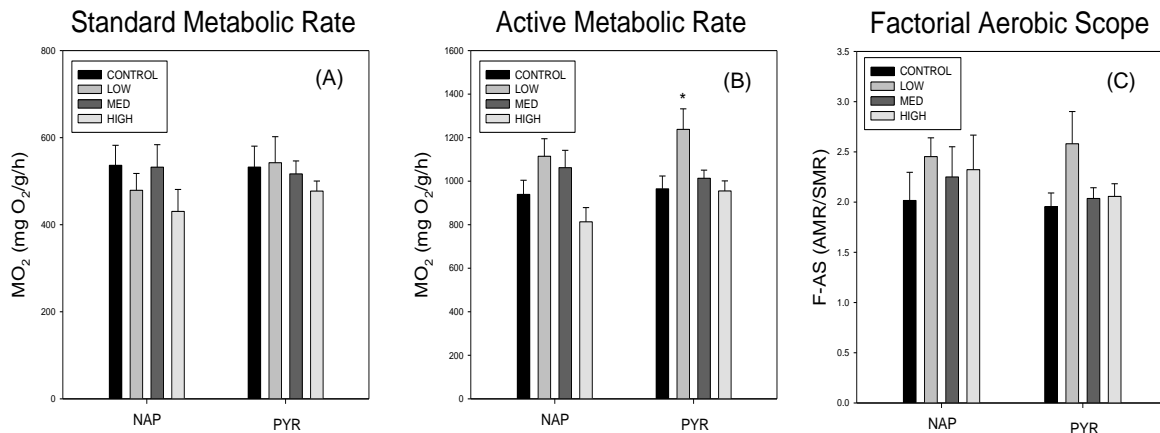 Standard Metabolic Rate
800
600
400
200
0
MO₂ (mg O₂/g/h)
CONTROL
LOW
MED
HIGH
(A)
NAP PYR
Active Metabolic Rate
1600
1400
1200
1000
800
600
400
200
0
MO₂ (mg O₂/g/h)
CONTROL
LOW
MED
HIGH
(B)
*
NAP PYR
Factorial Aerobic Scope
3.5
3.0
2.5
2.0
1.5
1.0
0.5
0.0
F-AS (AMR/SMR)
CONTROL
LOW
MED
HIGH
(C)
NAP PYR